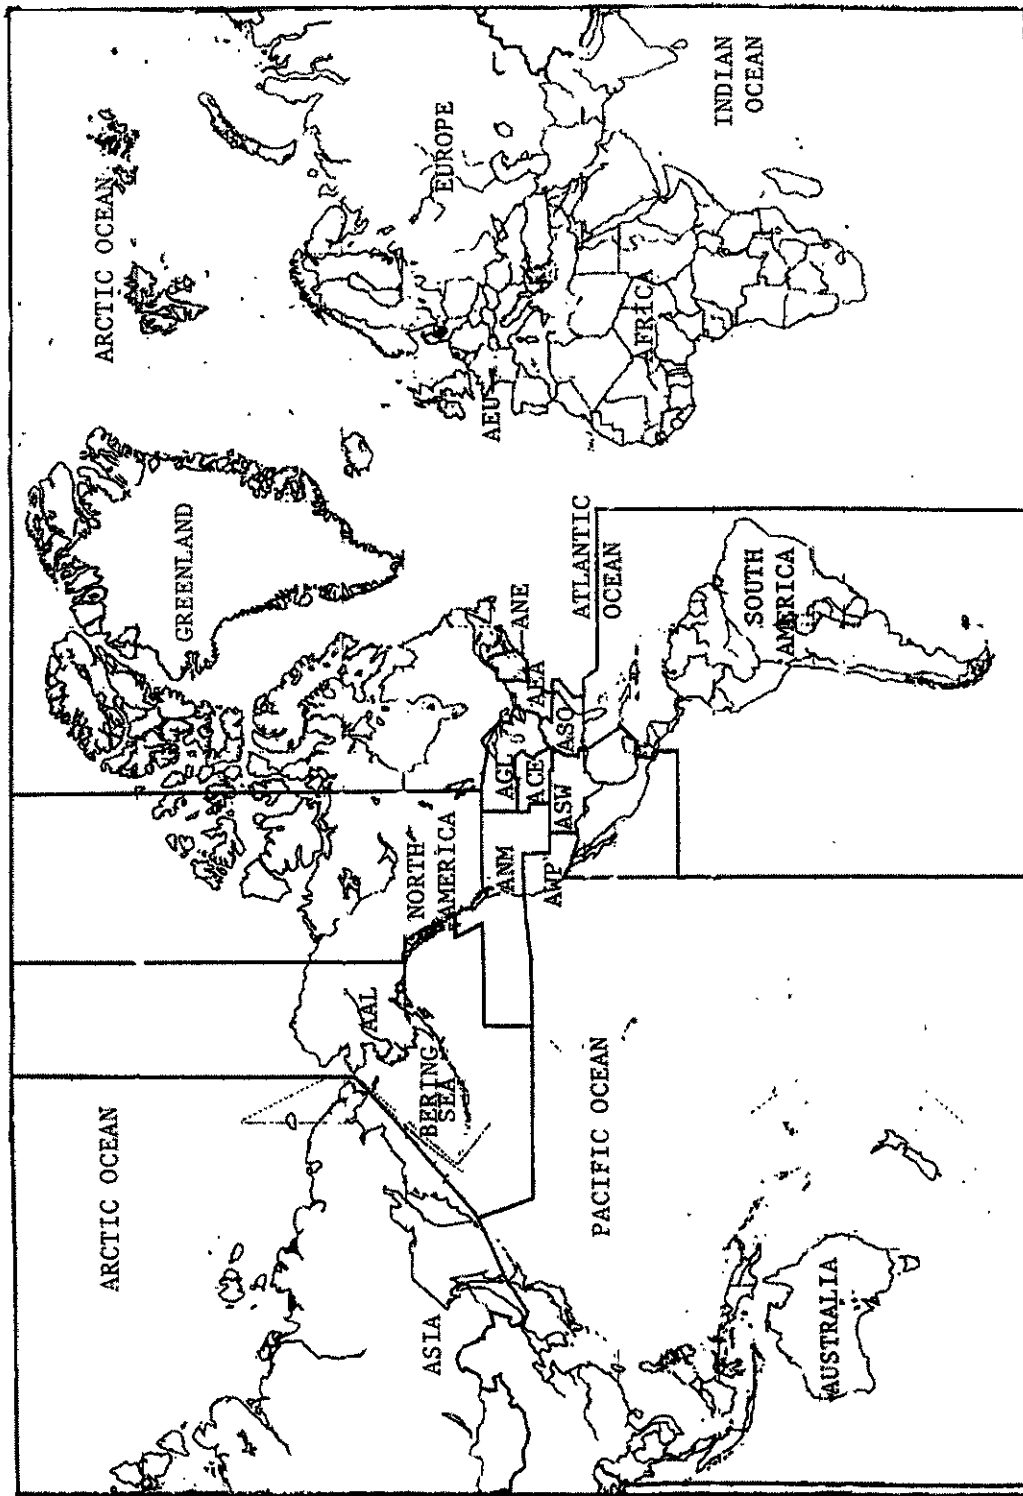 ARCTIC OCEAN
ARCTIC OCEAN
GREENLAND
AAL
NORTH
AMERICA
BERING
SEA
ASIA
EUROPE
AEU
ANM
AGL
ANE
ACE
AEA
AWP
ASW
ASO
ATLANTIC
OCEAN
PACIFIC OCEAN
AFRICA
INDIAN
OCEAN
SOUTH
AMERICA
AUSTRALIA